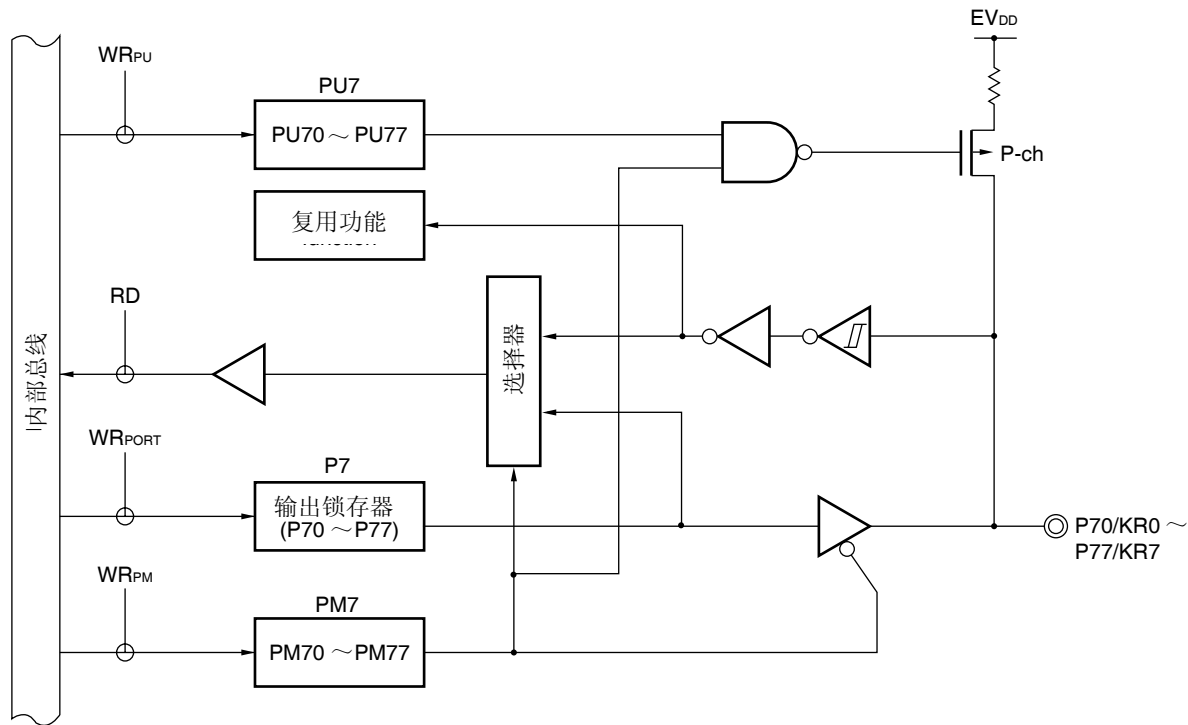 EVDD
WRPU
PU7
PU70～PU77
P-ch
复用功能
RD
选择器
内部总线
WRPORT
P7
输出锁存器
(P70～P77)
P70/KR0～
P77/KR7
WRPM
PM7
PM70～PM77